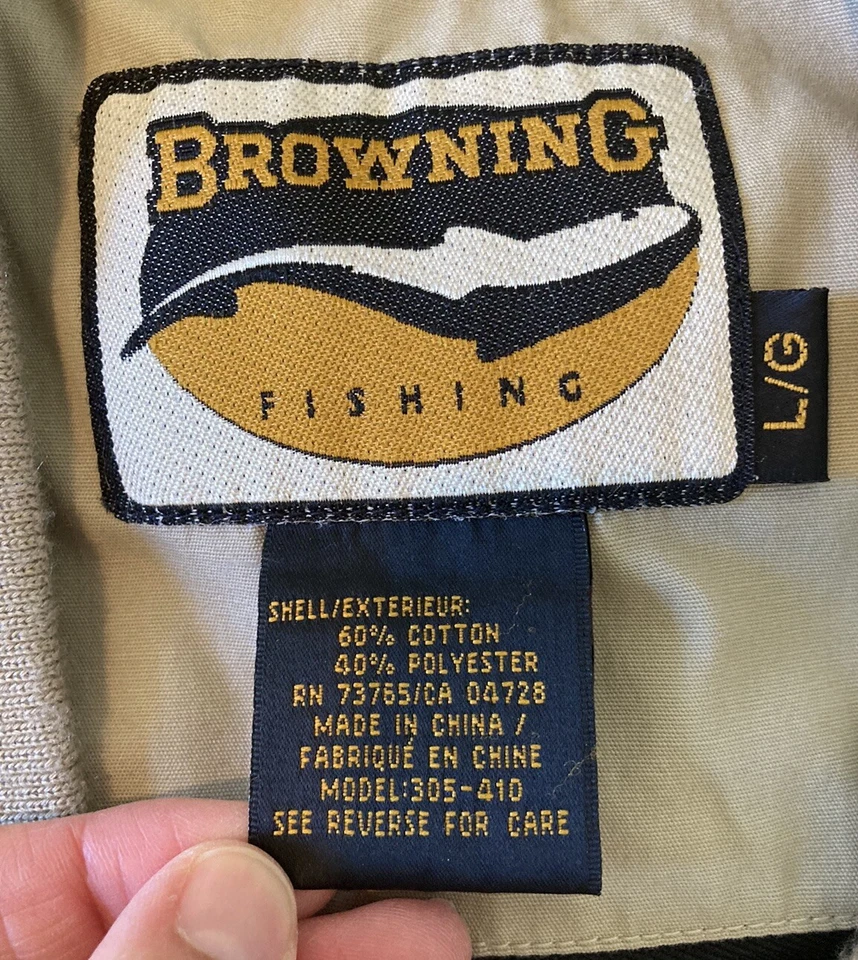 BROWNING
FISHING
L/G
SHELL/EXTERIEUR:
60% COTTON
40% POLYESTER
RN 73765/CA 04728
MADE IN CHINA /
FABRIQUÉ EN CHINE
MODEL:305-410
SEE REVERSE FOR CARE